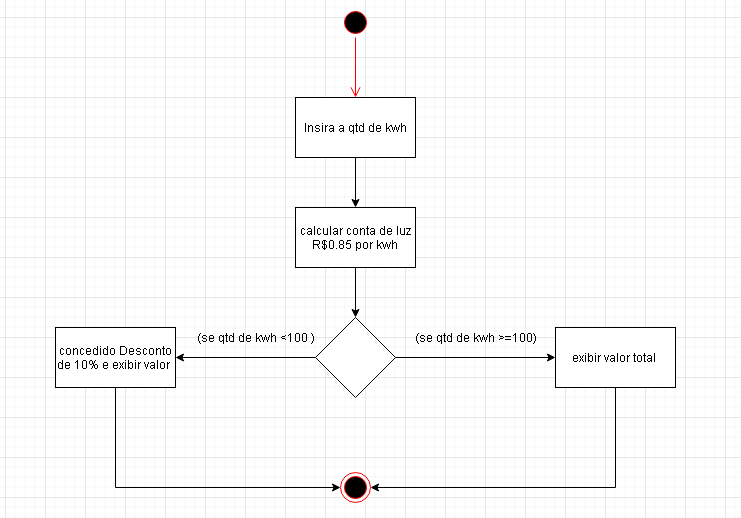 Insira a qtd de kwh
calcular conta de luz
R$0.85 por kwh
(se qtd de kwh <100 )
(se qtd de kwh >=100)
concedido Desconto
de 10% e exibir valor
exibir valor total